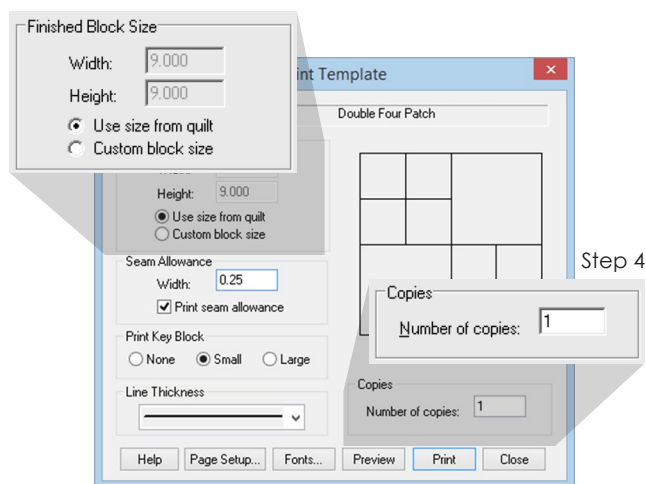 Finished Block Size
Width: 9.000
Height: 9.000
Use size from quilt
Custom block size
int Template
Double Four Patch
Height: 9.000
Use size from quilt
Custom block size
Seam Allowance
Width: 0.25
Print seam allowance
Print Key Block
None Small Large
Line Thickness
Step 4
Copies
Number of copies: 1
Copies
Number of copies: 1
Help Page Setup... Fonts... Preview Print Close